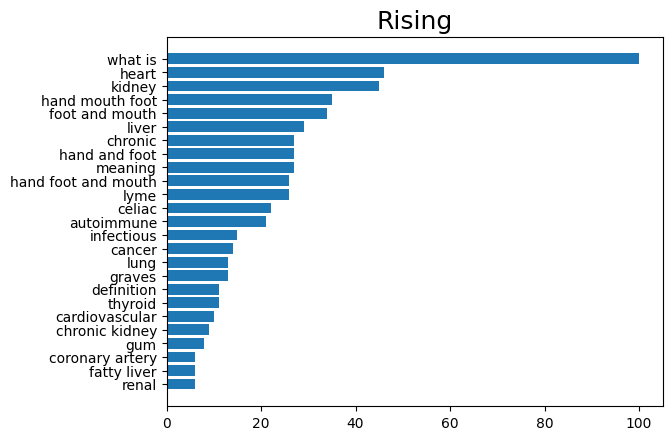 Rising
what is
heart
kidney
hand mouth foot
foot and mouth
liver
chronic
hand and foot
meaning
hand foot and mouth
lyme
celiac
autoimmune
infectious
cancer
lung
graves
definition
thyroid
cardiovascular
chronic kidney
gum
coronary artery
fatty liver
renal
0 20 40 60 80 100